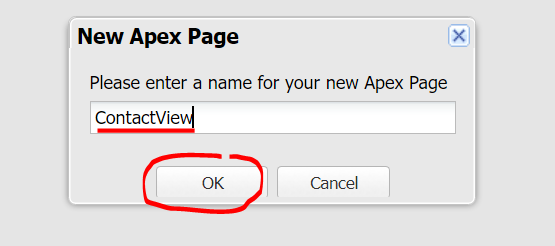 New Apex Page
Please enter a name for your new Apex Page
ContactView
OK Cancel